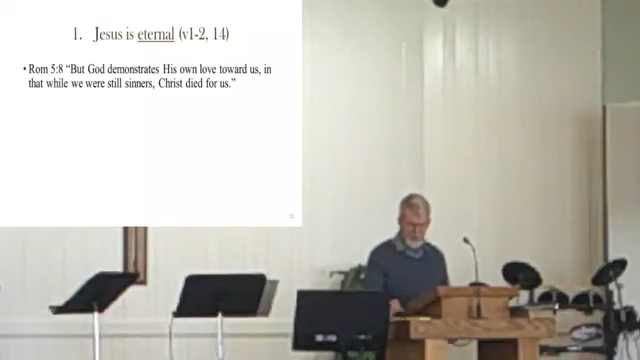 1. Jesus is eternal (v1-2, 14)
• Rom 5:8 “But God demonstrates His own love toward us, in
that while we were still sinners, Christ died for us.”